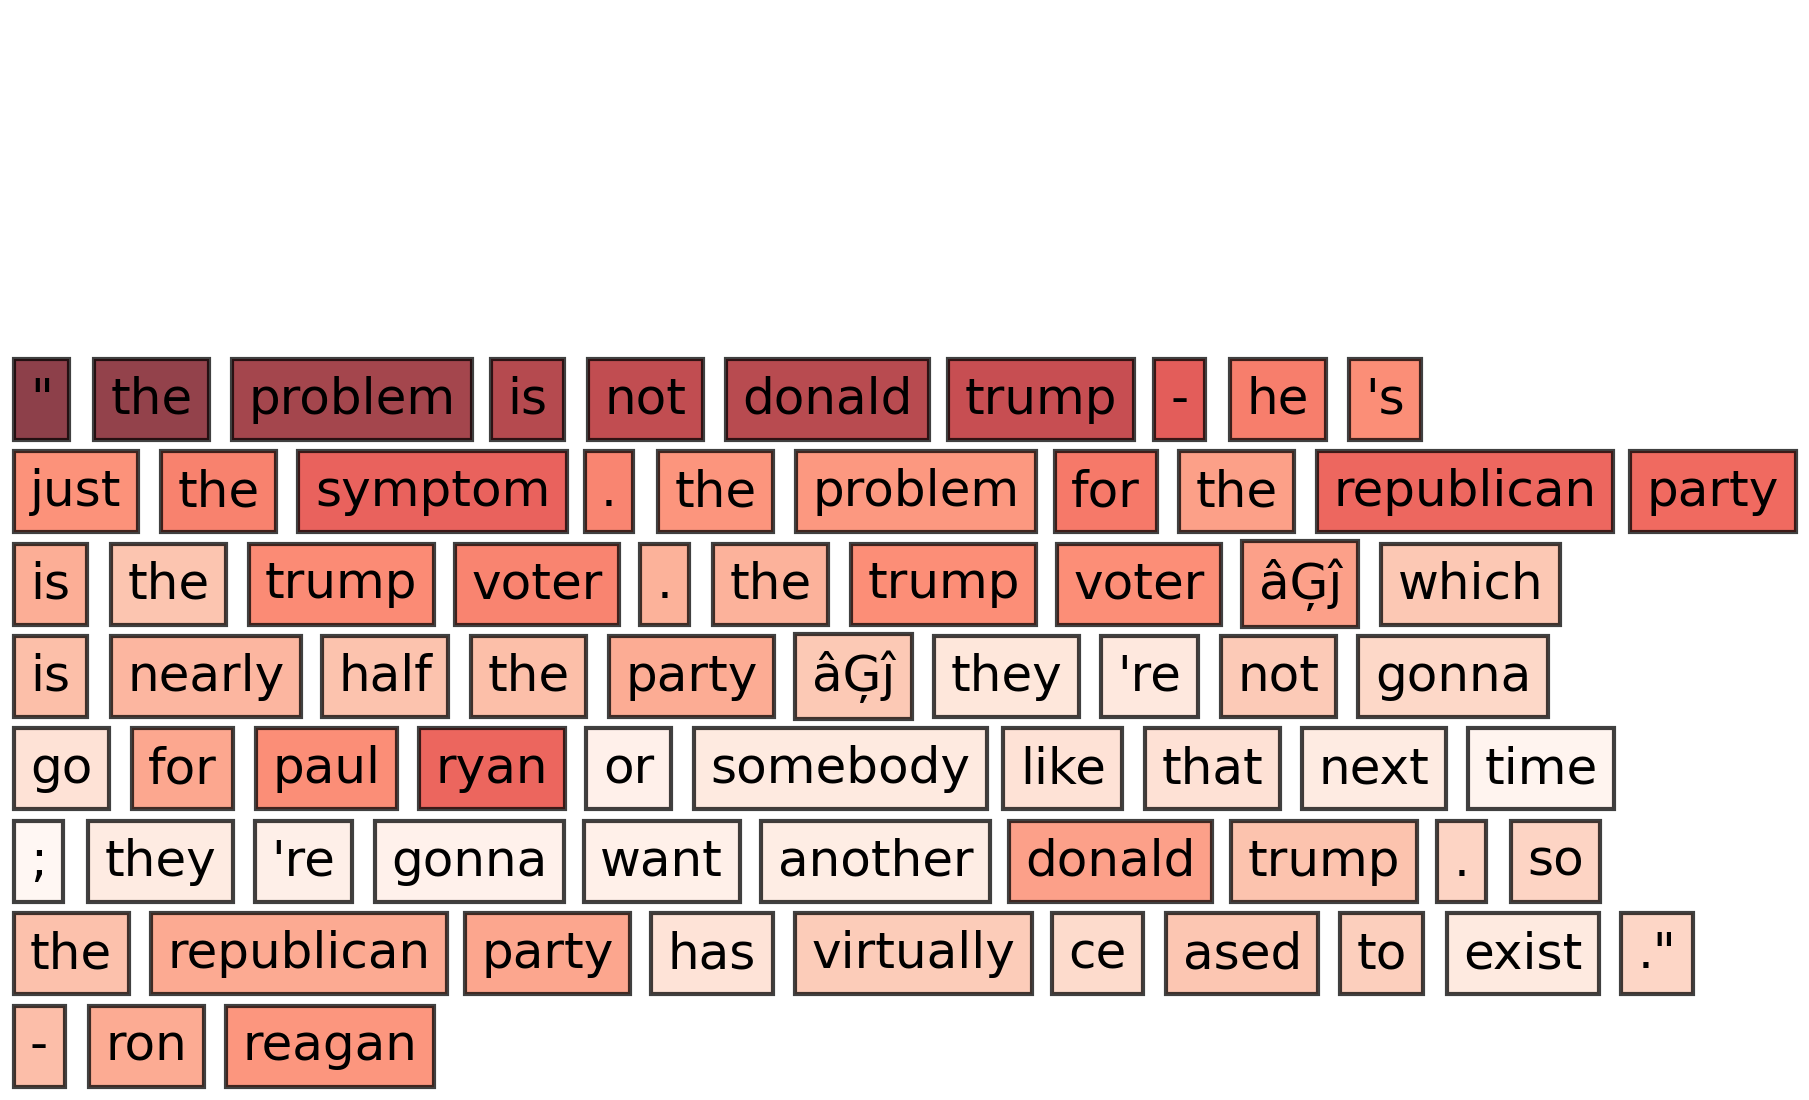 " the problem is not donald trump - he 's
just the symptom . the problem for the republican party
is the trump voter . the trump voter âĢĵ which
is nearly half the party âĢĵ they 're not gonna
go for paul ryan or somebody like that next time
; they 're gonna want another donald trump . so
the republican party has virtually ce ased to exist ."
- ron reagan